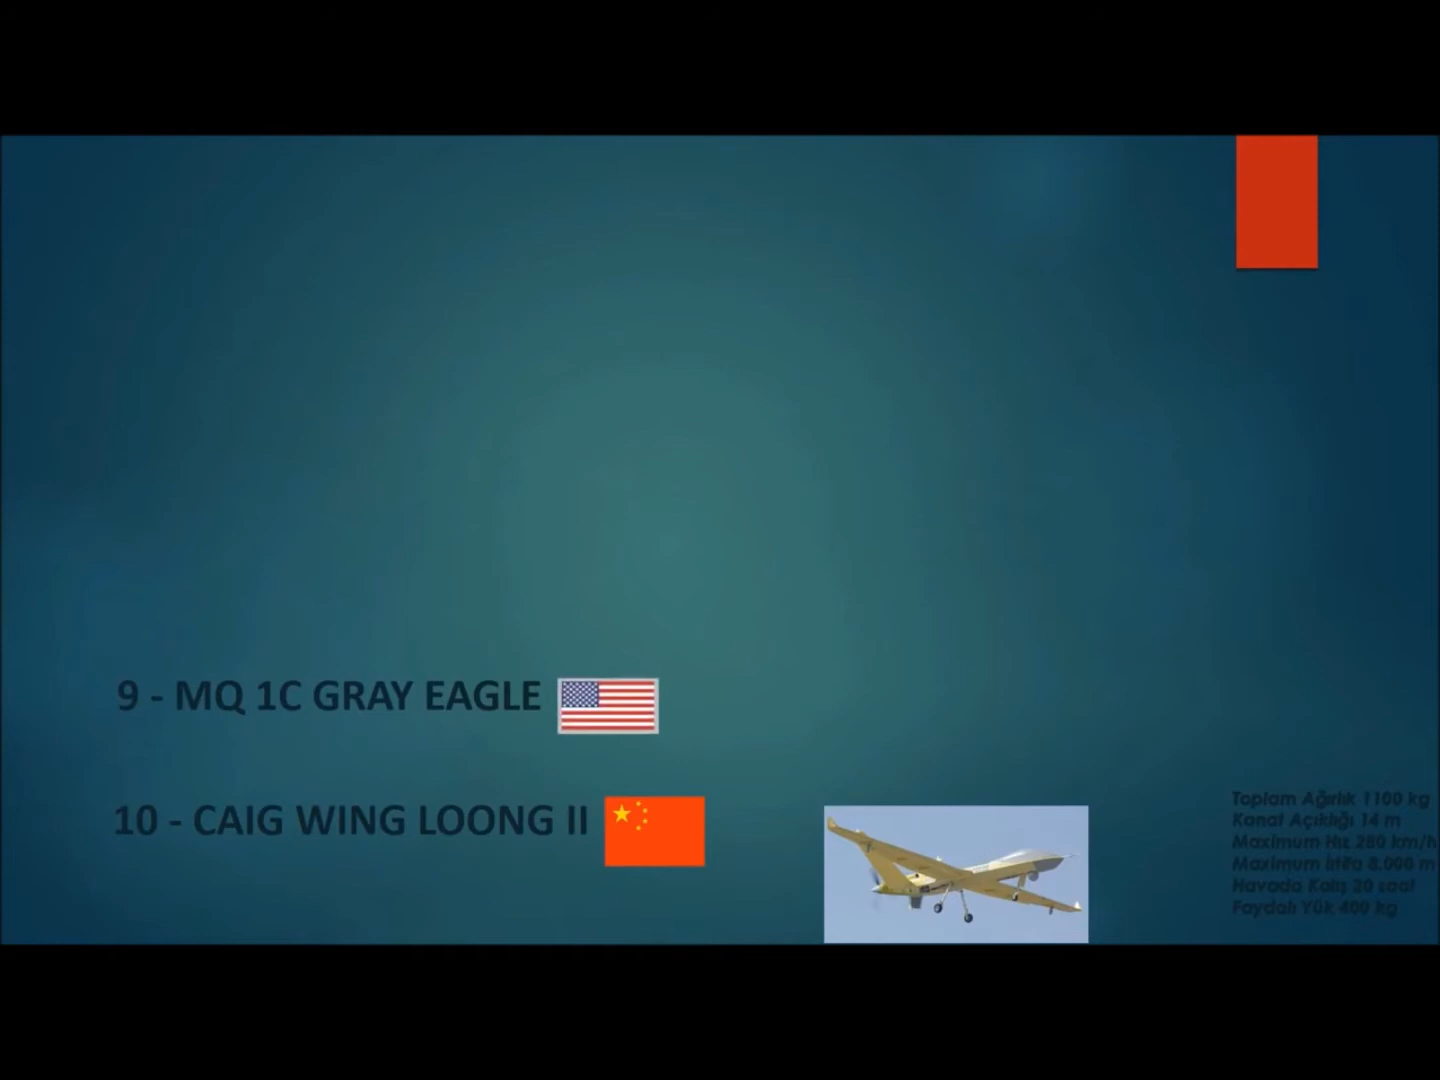 9 - MQ 1C GRAY EAGLE
10 - CAIG WING LOONG II
Toplam Ağırlık 1100 kg
Kanat Açıklığı 14 m
Maximum Hız 280 km/h
Maximum İrtifa 8.000 m
Havada Kalış 20 saat
Faydalı Yük 400 kg